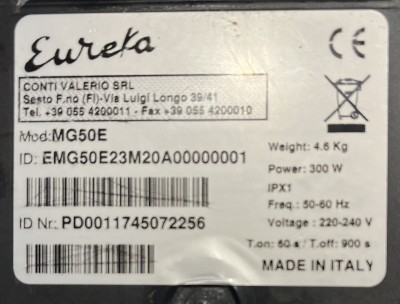 Eureka
CE
CONTI VALERIO SRL
Sesto F.no (FI)-Via Luigi Longo 39/41
Tel. +39 055 4200011 - Fax +39 055 4200010
Mod:MG50E
ID: EMG50E23M20A00000001
ID Nr.: PD0011745072256
Weight: 4.6 Kg
Power: 300 W
IPX1
Freq.: 50-60 Hz
Voltage : 220-240 V
T.on: 60 s/ T.off: 900 s
MADE IN ITALY